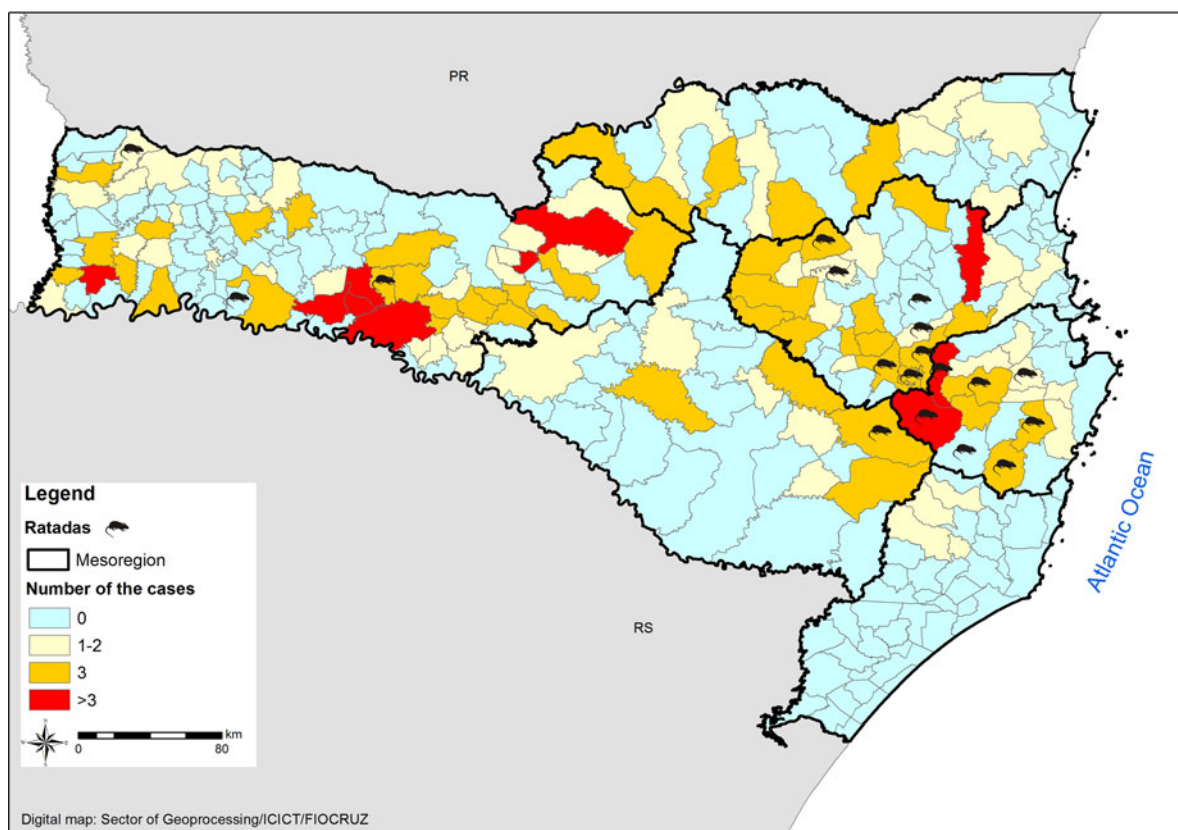 PR
Legend
Ratadas
Mesoregion
Number of the cases
0
1-2
3
>3
N
W E
S
km
0 80
RS
Atlantic Ocean
Digital map: Sector of Geoprocessing/ICICT/FIOCRUZ